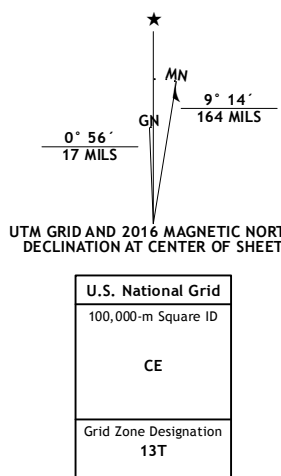 ★
MN
GN
9° 14´
164 MILS
0° 56´
17 MILS
UTM GRID AND 2016 MAGNETIC NORT
DECLINATION AT CENTER OF SHEET
U.S. National Grid
100,000-m Square ID
CE
Grid Zone Designation
13T